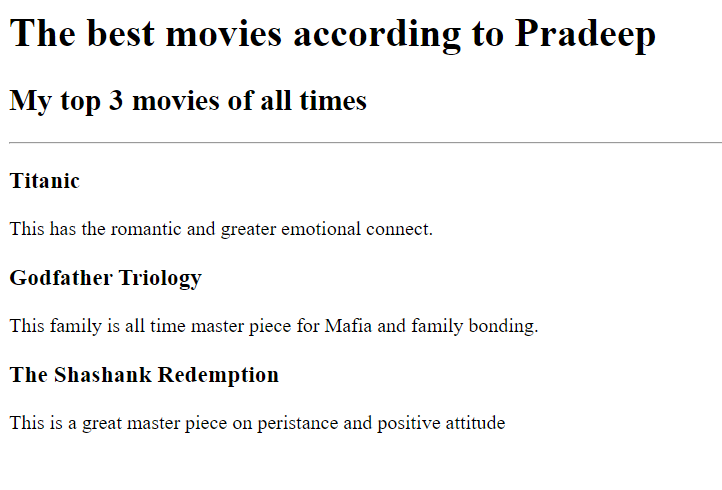 The best movies according to Pradeep
My top 3 movies of all times
Titanic
This has the romantic and greater emotional connect.
Godfather Triology
This family is all time master piece for Mafia and family bonding.
The Shashank Redemption
This is a great master piece on peristance and positive attitude